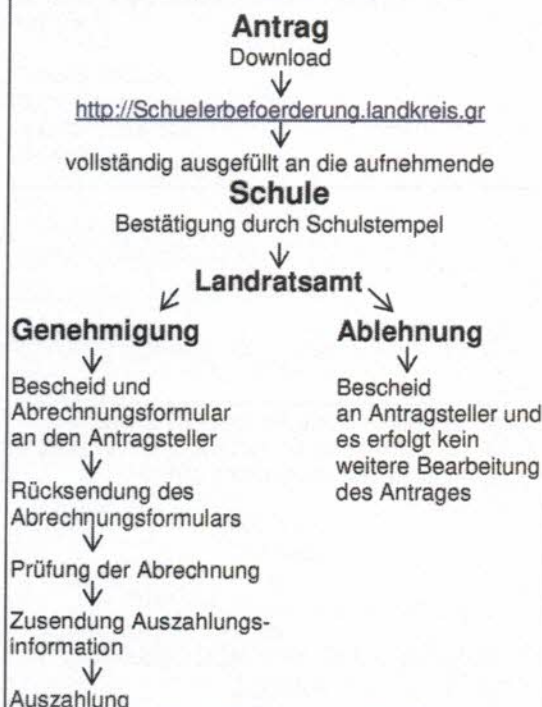 Antrag
Download
http://Schuelerbefoerderung.landkreis.gr
vollständig ausgefüllt an die aufnehmende
Schule
Bestätigung durch Schulstempel
Landratsamt
Genehmigung
Bescheid und
Abrechnungsformular
an den Antragsteller
Rücksendung des
Abrechnungsformulars
Prüfung der Abrechnung
Zusendung Auszahlungs-
information
Auszahlung
Ablehnung
Bescheid
an Antragsteller und
es erfolgt kein
weitere Bearbeitung
des Antrages